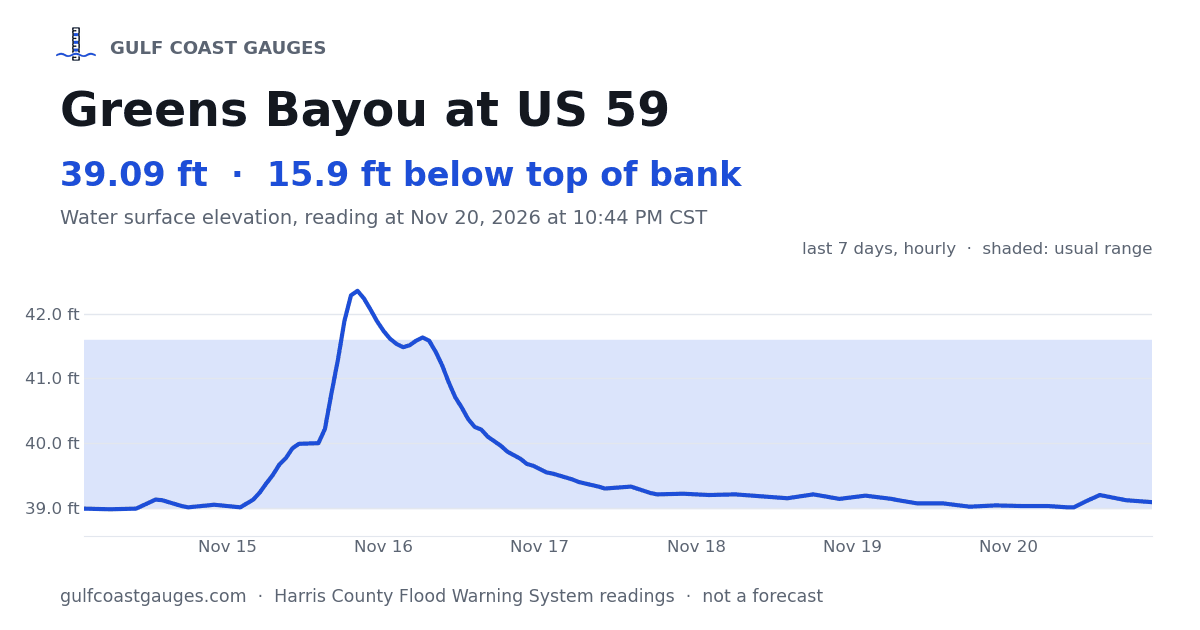 GULF COAST GAUGES
Greens Bayou at US 59
39.09 ft · 15.9 ft below top of bank
Water surface elevation, reading at Nov 20, 2026 at 10:44 PM CST
last 7 days, hourly · shaded: usual range
42.0 ft
41.0 ft
40.0 ft
39.0 ft
Nov 15 Nov 16 Nov 17 Nov 18 Nov 19 Nov 20
gulfcoastgauges.com · Harris County Flood Warning System readings · not a forecast